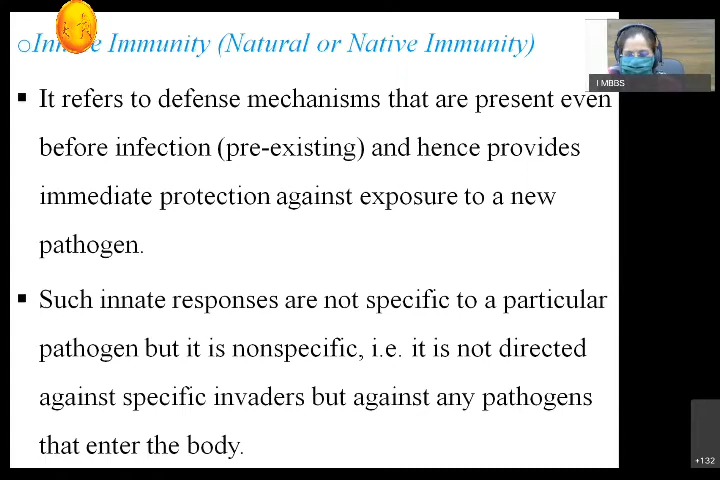 Immunity (Natural or Native Immunity)
It refers to defense mechanisms that are present even
before infection (pre-existing) and hence provides
immediate protection against exposure to a new
pathogen.
Such innate responses are not specific to a particular
pathogen but it is nonspecific, i.e. it is not directed
against specific invaders but against any pathogens
that enter the body.
I MBBS
+132